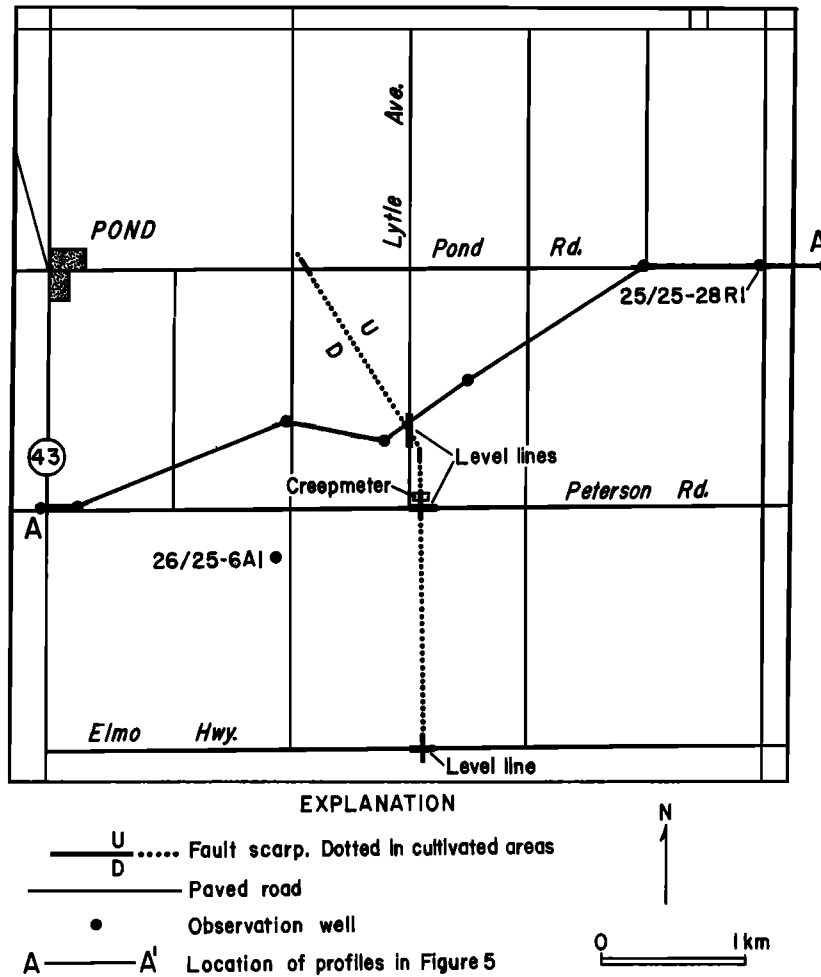 POND
Lytle Ave.
Pond Rd.
A'
25/25-28R1
U
D
43
Level lines
Creepmeter
Peterson Rd.
A
26/25-6A1
Elmo Hwy.
Level line
EXPLANATION
U
D
Fault scarp. Dotted in cultivated areas
Paved road
Observation well
A A' Location of profiles in Figure 5
N
0 1 km